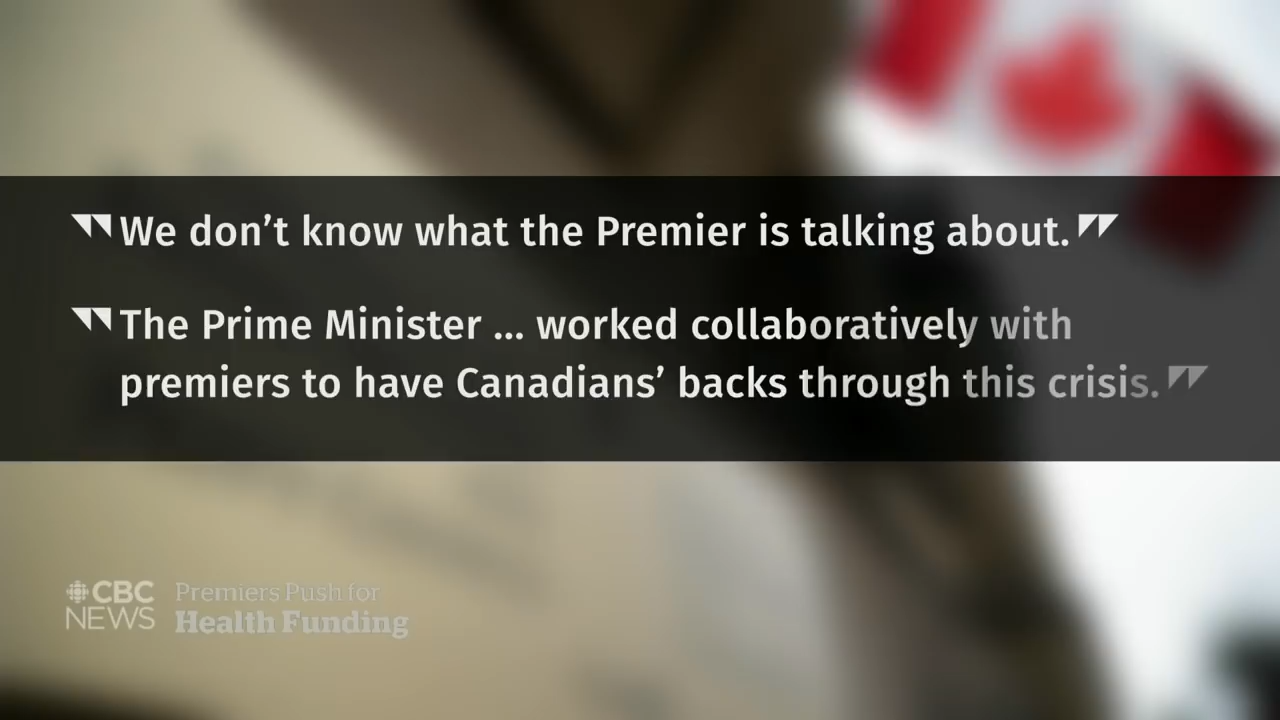 "We don’t know what the Premier is talking about."
"The Prime Minister ... worked collaboratively with
premiers to have Canadians’ backs through this crisis."
CBC
NEWS
Premiers Push for
Health Funding